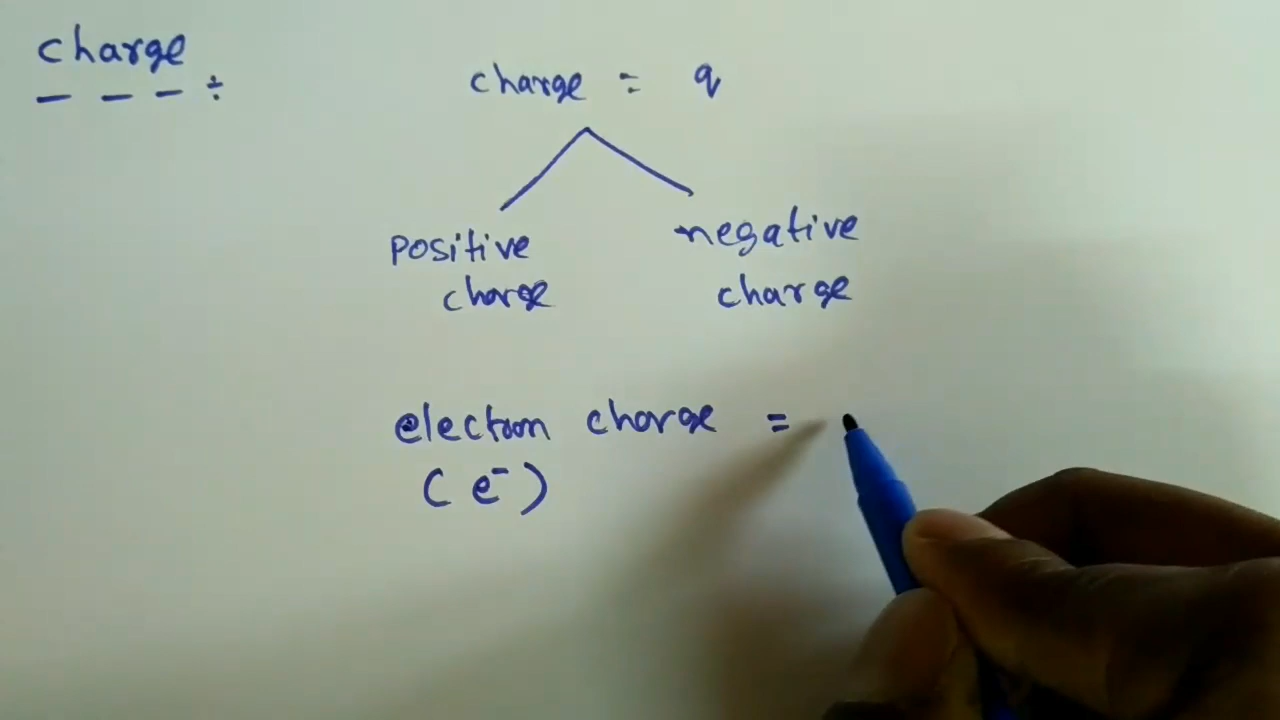 charge
- - - ÷
charge = q
positive
charge
negative
charge
electron charge =
(e⁻)